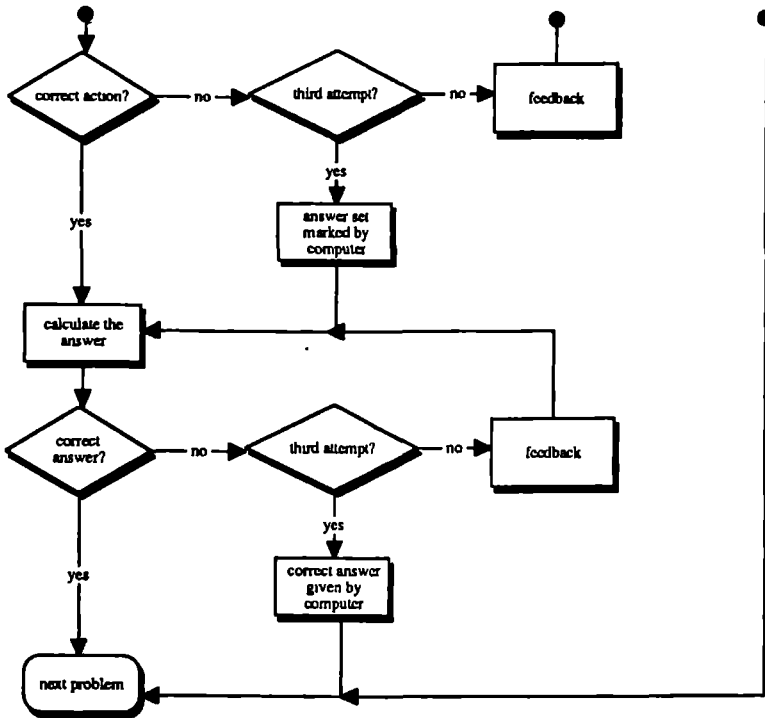 correct action?
no
third attempt?
no
feedback
yes
answer set
marked by
computer
yes
calculate the
answer
correct
answer?
no
third attempt?
no
feedback
yes
correct answer
given by
computer
yes
next problem